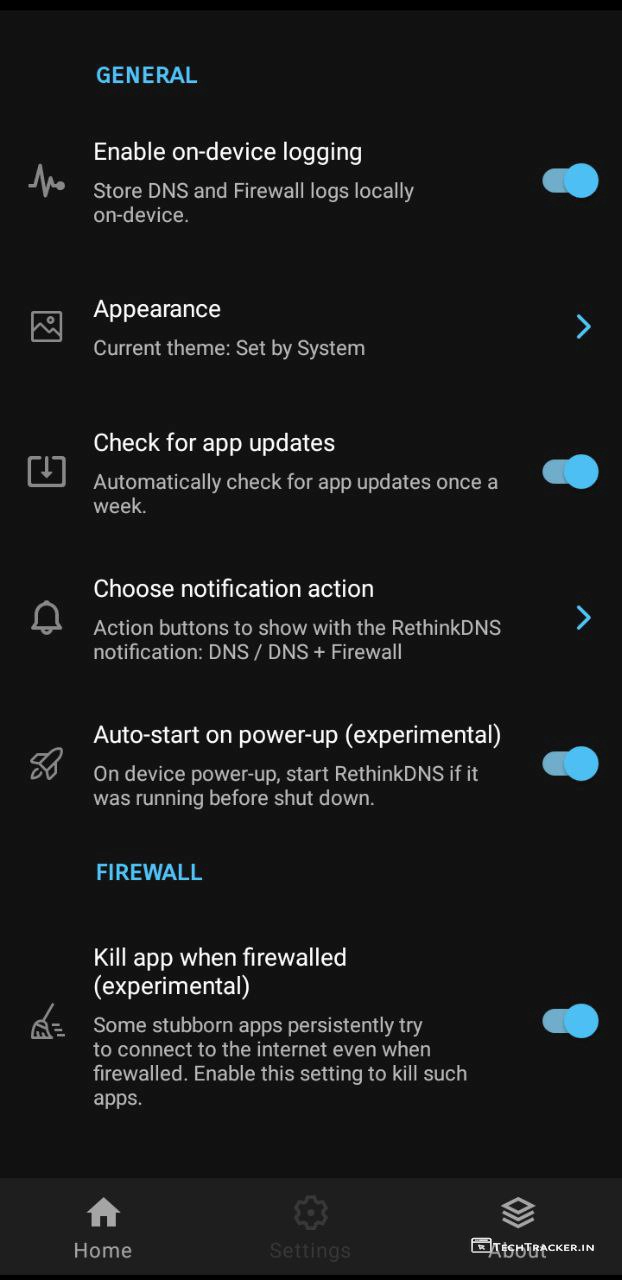 GENERAL
Enable on-device logging
Store DNS and Firewall logs locally
on-device.
Appearance
Current theme: Set by System
Check for app updates
Automatically check for app updates once a
week.
Choose notification action
Action buttons to show with the RethinkDNS
notification: DNS / DNS + Firewall
Auto-start on power-up (experimental)
On device power-up, start RethinkDNS if it
was running before shut down.
FIREWALL
Kill app when firewalled
(experimental)
Some stubborn apps persistently try
to connect to the internet even when
firewalled. Enable this setting to kill such
apps.
Home
Settings
About
TECHTRACKER.IN